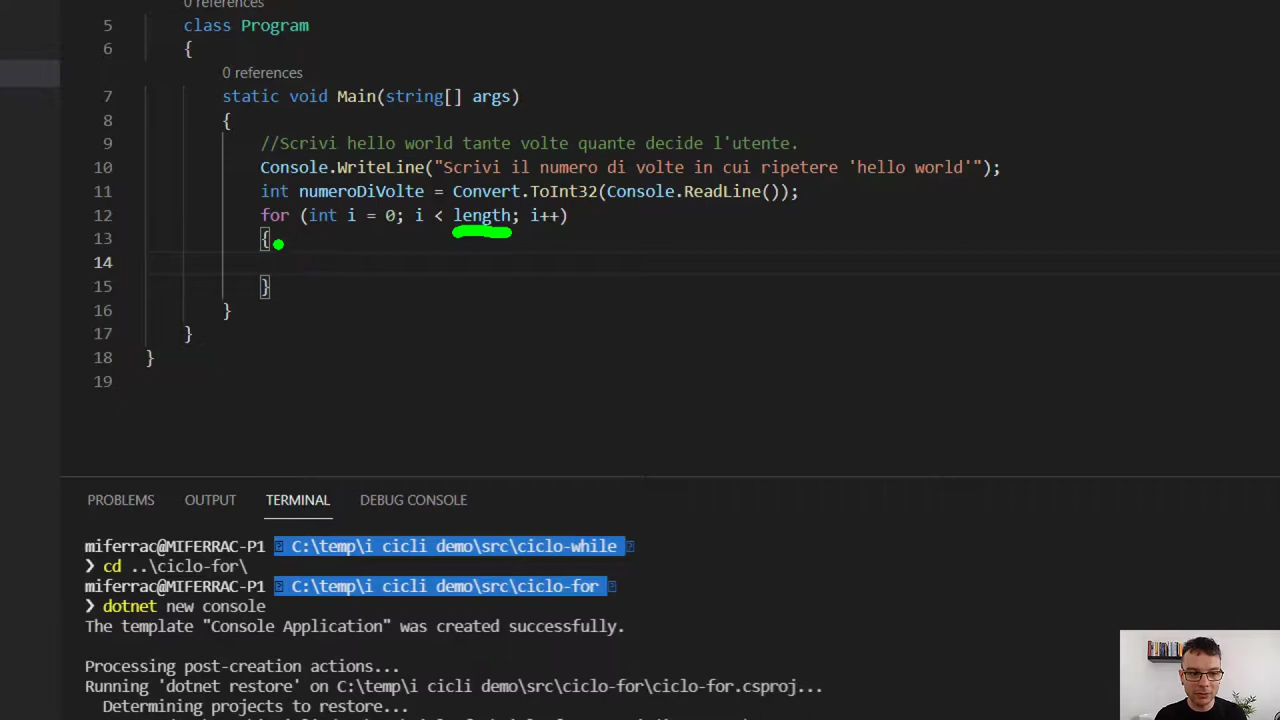 0 references
5 class Program
6 {
0 references
7 static void Main(string[] args)
8 {
9 //Scrivi hello world tante volte quante decide l'utente.
10 Console.WriteLine("Scrivi il numero di volte in cui ripetere 'hello world'");
11 int numeroDiVolte = Convert.ToInt32(Console.ReadLine());
12 for (int i = 0; i < length; i++)
13 {
14
15 }
16 }
17 }
18 }
19
PROBLEMS OUTPUT TERMINAL DEBUG CONSOLE
miferrac@MIFERRAC-P1 C:\temp\i cicli demo\src\ciclo-while
❯ cd ..\ciclo-for\
miferrac@MIFERRAC-P1 C:\temp\i cicli demo\src\ciclo-for
❯ dotnet new console
The template "Console Application" was created successfully.
Processing post-creation actions...
Running 'dotnet restore' on C:\temp\i cicli demo\src\ciclo-for\ciclo-for.csproj...
Determining projects to restore...